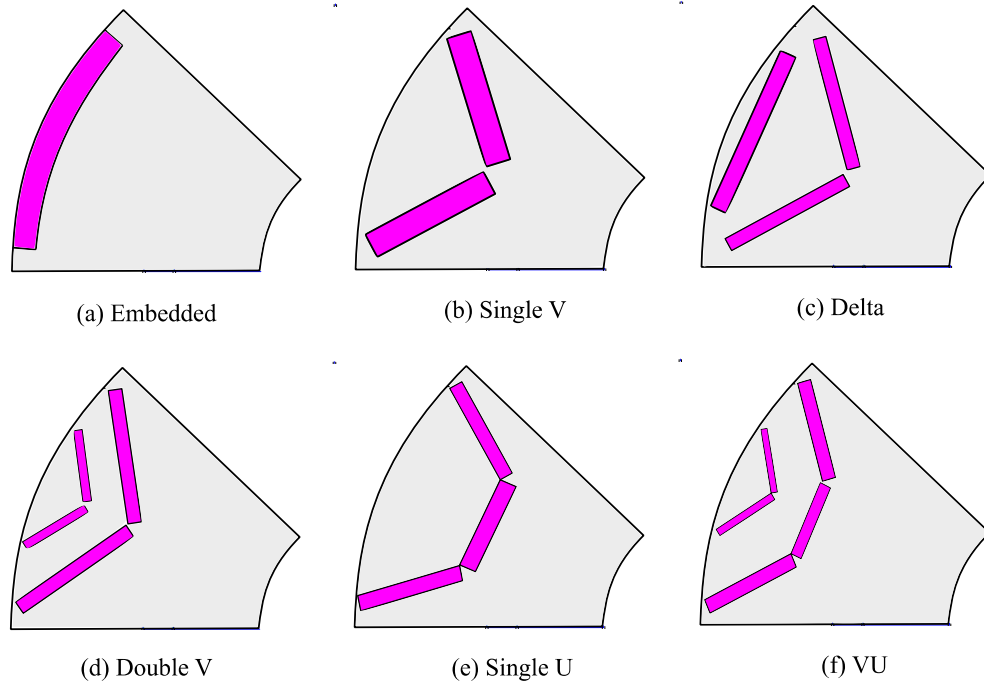 (a) Embedded
(b) Single V
(c) Delta
(d) Double V
(e) Single U
(f) VU